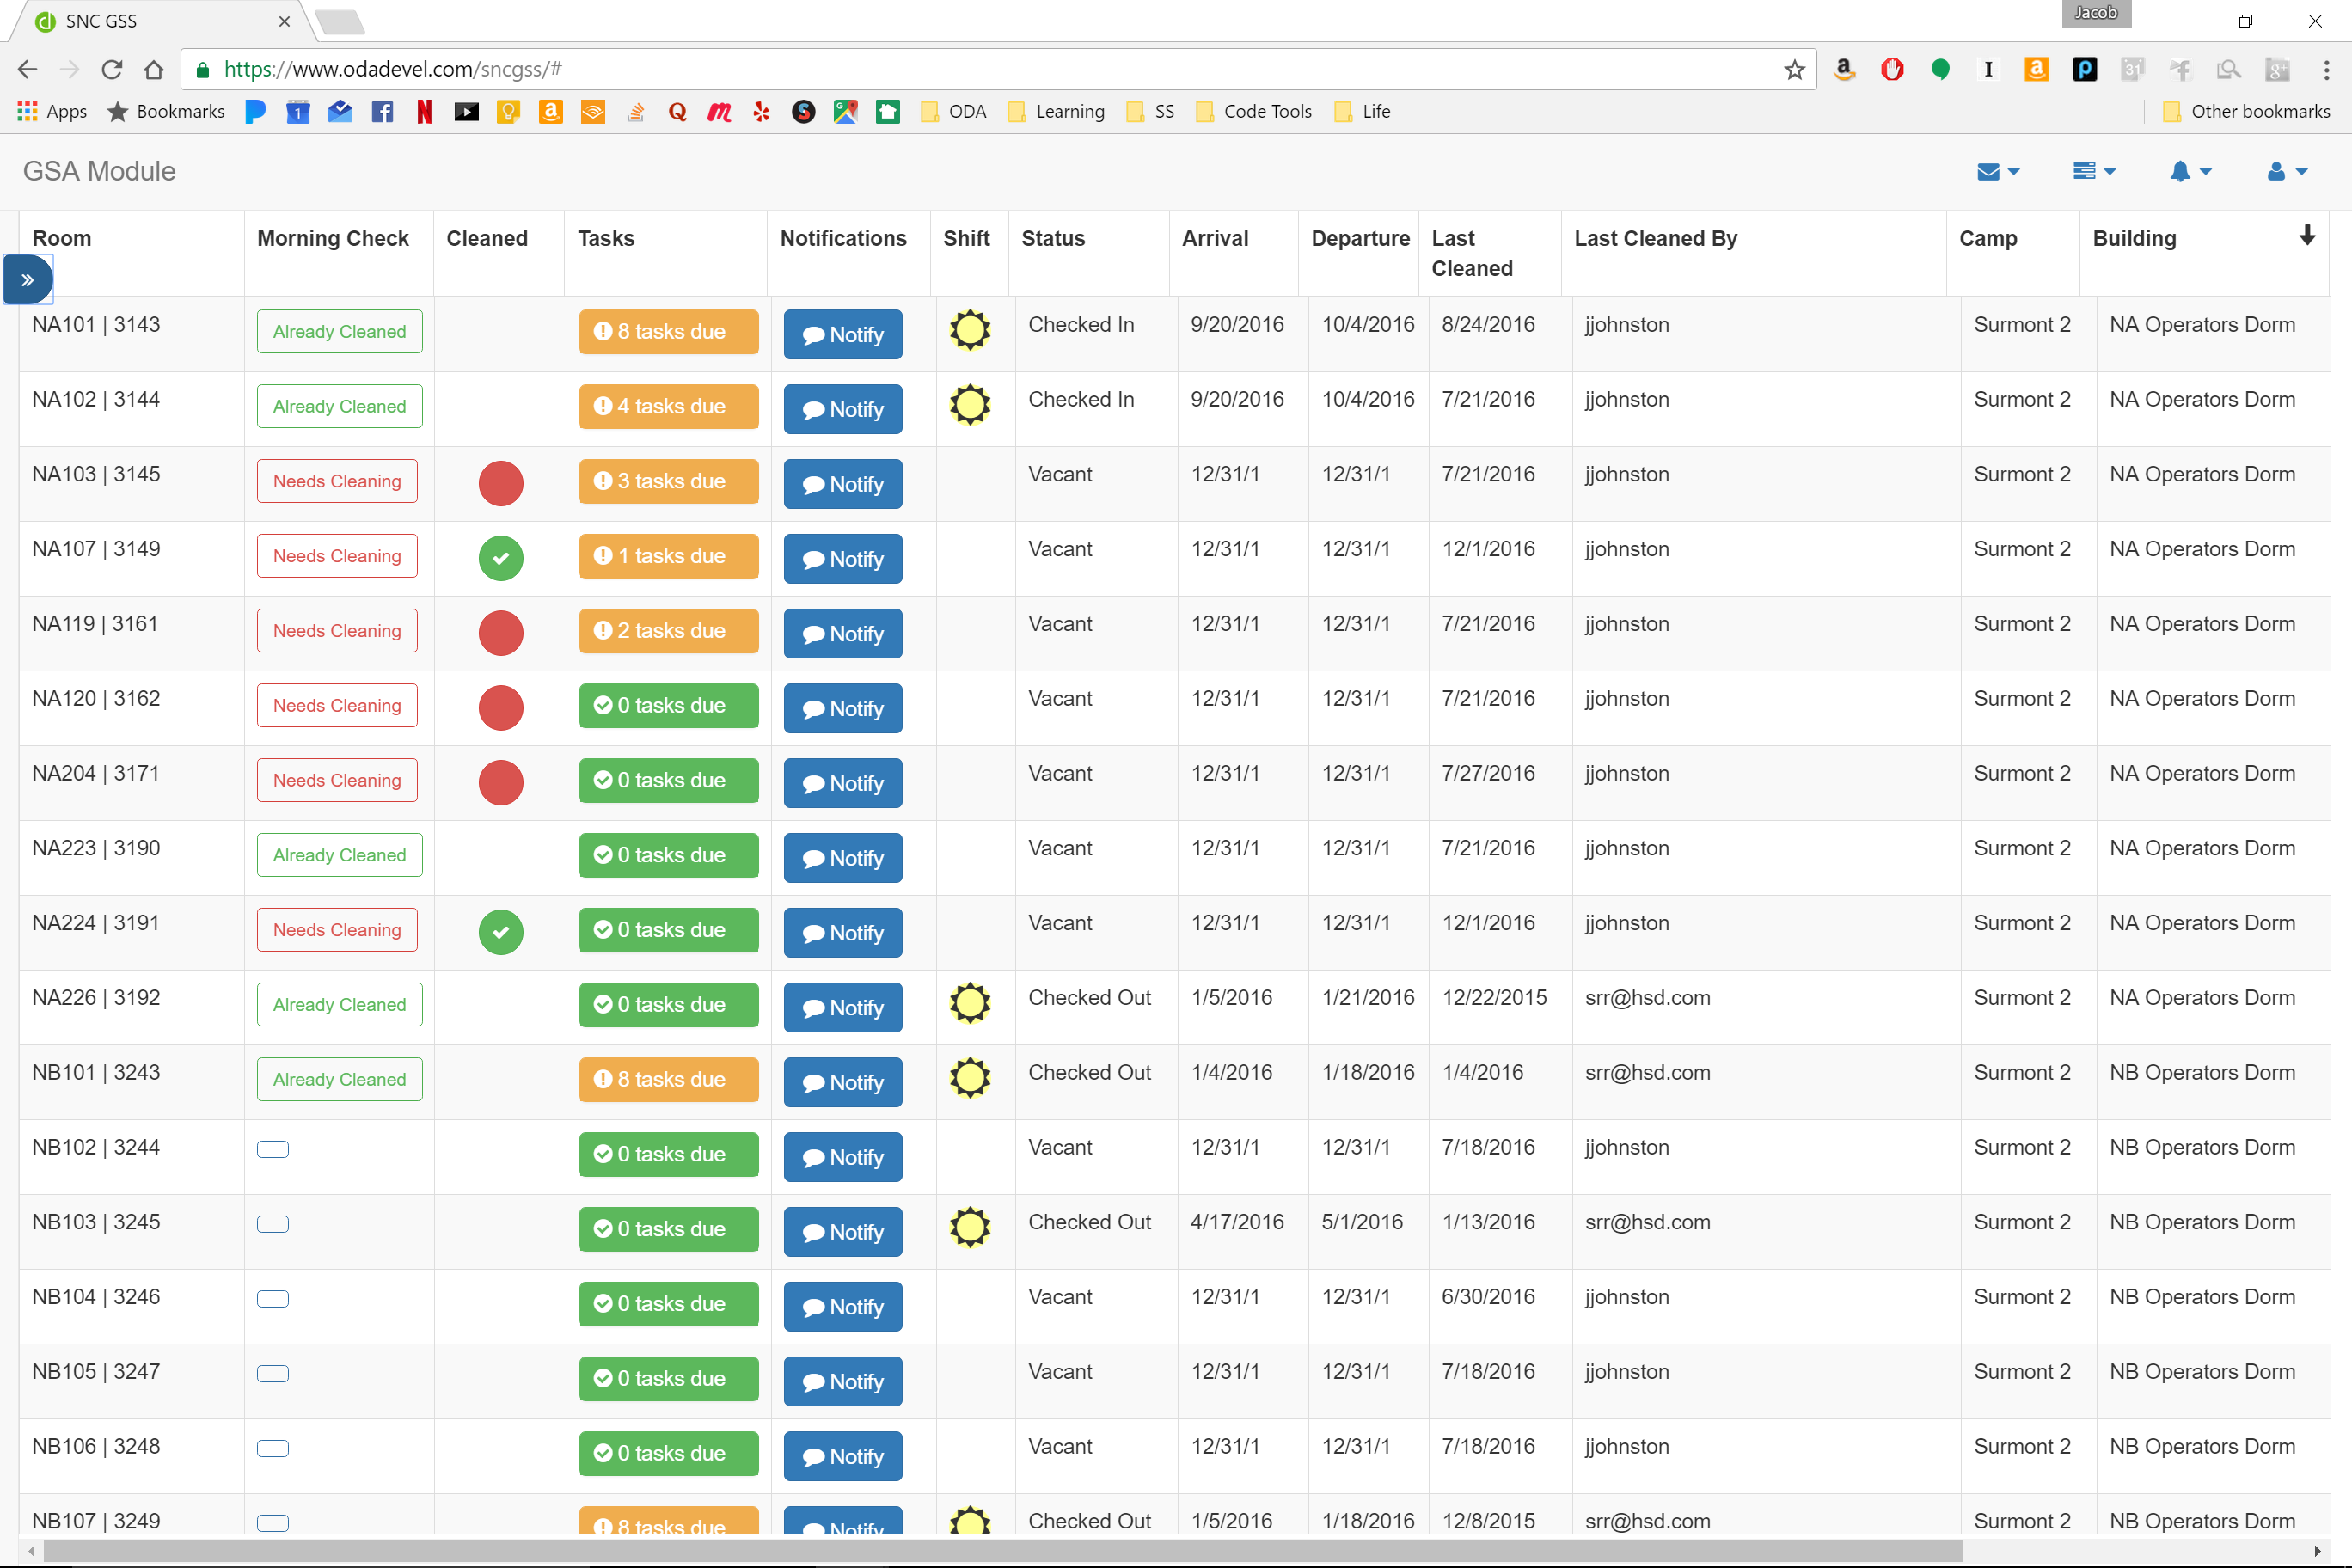 SNC GSS
Jacob
https://www.odadevel.com/sncgss/#
Apps Bookmarks ODA Learning SS Code Tools Life Other bookmarks
GSA Module
Room Morning Check Cleaned Tasks Notifications Shift Status Arrival Departure Last Cleaned Last Cleaned By Camp Building
NA101 | 3143 Already Cleaned 8 tasks due Notify Checked In 9/20/2016 10/4/2016 8/24/2016 jjohnston Surmont 2 NA Operators Dorm
NA102 | 3144 Already Cleaned 4 tasks due Notify Checked In 9/20/2016 10/4/2016 7/21/2016 jjohnston Surmont 2 NA Operators Dorm
NA103 | 3145 Needs Cleaning 3 tasks due Notify Vacant 12/31/1 12/31/1 7/21/2016 jjohnston Surmont 2 NA Operators Dorm
NA107 | 3149 Needs Cleaning 1 tasks due Notify Vacant 12/31/1 12/31/1 12/1/2016 jjohnston Surmont 2 NA Operators Dorm
NA119 | 3161 Needs Cleaning 2 tasks due Notify Vacant 12/31/1 12/31/1 7/21/2016 jjohnston Surmont 2 NA Operators Dorm
NA120 | 3162 Needs Cleaning 0 tasks due Notify Vacant 12/31/1 12/31/1 7/21/2016 jjohnston Surmont 2 NA Operators Dorm
NA204 | 3171 Needs Cleaning 0 tasks due Notify Vacant 12/31/1 12/31/1 7/27/2016 jjohnston Surmont 2 NA Operators Dorm
NA223 | 3190 Already Cleaned 0 tasks due Notify Vacant 12/31/1 12/31/1 7/21/2016 jjohnston Surmont 2 NA Operators Dorm
NA224 | 3191 Needs Cleaning 0 tasks due Notify Vacant 12/31/1 12/31/1 12/1/2016 jjohnston Surmont 2 NA Operators Dorm
NA226 | 3192 Already Cleaned 0 tasks due Notify Checked Out 1/5/2016 1/21/2016 12/22/2015 srr@hsd.com Surmont 2 NA Operators Dorm
NB101 | 3243 Already Cleaned 8 tasks due Notify Checked Out 1/4/2016 1/18/2016 1/4/2016 srr@hsd.com Surmont 2 NB Operators Dorm
NB102 | 3244 0 tasks due Notify Vacant 12/31/1 12/31/1 7/18/2016 jjohnston Surmont 2 NB Operators Dorm
NB103 | 3245 0 tasks due Notify Checked Out 4/17/2016 5/1/2016 1/13/2016 srr@hsd.com Surmont 2 NB Operators Dorm
NB104 | 3246 0 tasks due Notify Vacant 12/31/1 12/31/1 6/30/2016 jjohnston Surmont 2 NB Operators Dorm
NB105 | 3247 0 tasks due Notify Vacant 12/31/1 12/31/1 7/18/2016 jjohnston Surmont 2 NB Operators Dorm
NB106 | 3248 0 tasks due Notify Vacant 12/31/1 12/31/1 7/18/2016 jjohnston Surmont 2 NB Operators Dorm
NB107 | 3249 8 tasks due Notify Checked Out 1/5/2016 1/18/2016 12/8/2015 srr@hsd.com Surmont 2 NB Operators Dorm